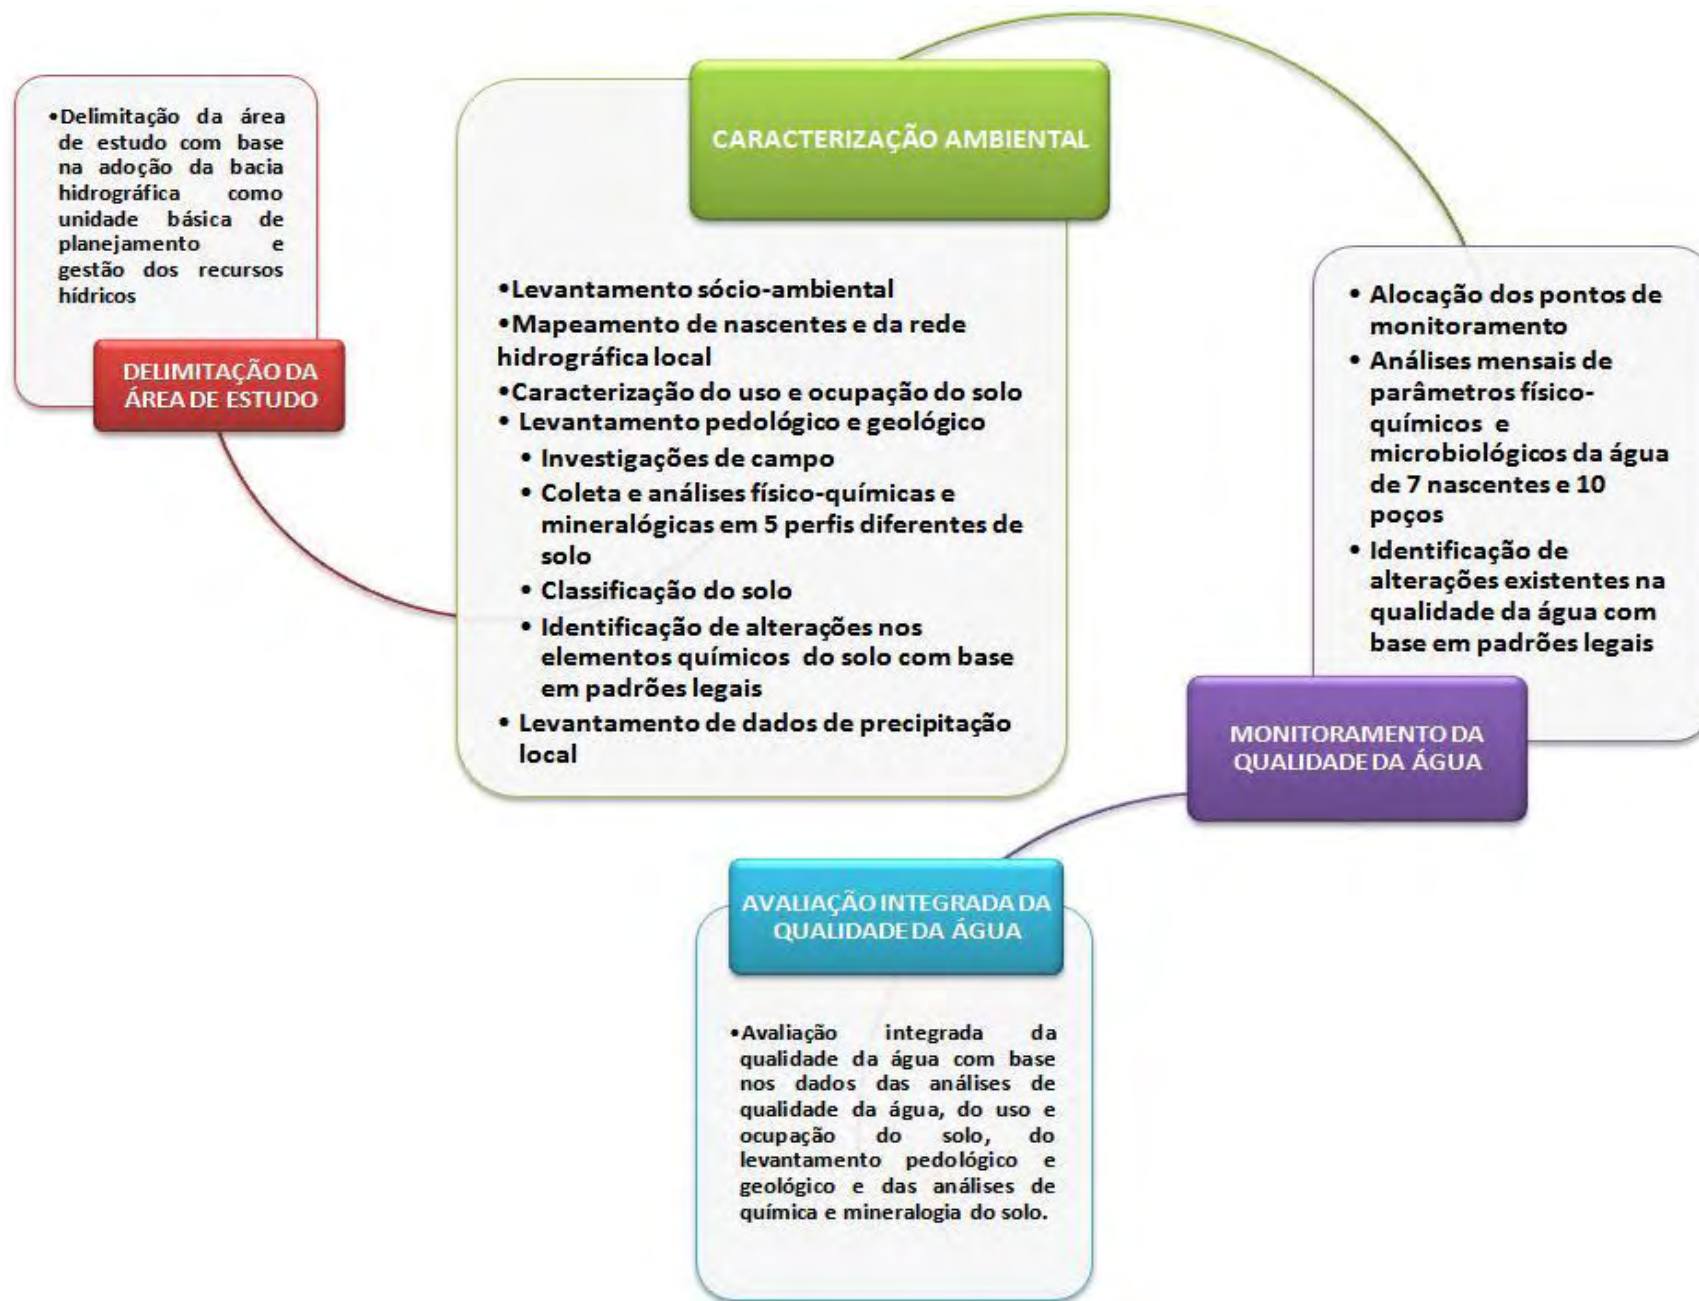 •Delimitação da área
de estudo com base
na adoção da bacia
hidrográfica como
unidade básica de
planejamento e
gestão dos recursos
hídricos
DELIMITAÇÃO DA
ÁREA DE ESTUDO
CARACTERIZAÇÃO AMBIENTAL
•Levantamento sócio-ambiental
•Mapeamento de nascentes e da rede
hidrográfica local
•Caracterização do uso e ocupação do solo
• Levantamento pedológico e geológico
• Investigações de campo
• Coleta e análises físico-químicas e
mineralógicas em 5 perfis diferentes de
solo
• Classificação do solo
• Identificação de alterações nos
elementos químicos do solo com base
em padrões legais
• Levantamento de dados de precipitação
local
• Alocação dos pontos de
monitoramento
• Análises mensais de
parâmetros físico-
químicos e
microbiológicos da água
de 7 nascentes e 10
poços
• Identificação de
alterações existentes na
qualidade da água com
base em padrões legais
MONITORAMENTO DA
QUALIDADE DA ÁGUA
AVALIAÇÃO INTEGRADA DA
QUALIDADE DA ÁGUA
•Avaliação integrada da
qualidade da água com base
nos dados das análises de
qualidade da água, do uso e
ocupação do solo, do
levantamento pedológico e
geológico e das análises de
química e mineralogia do solo.